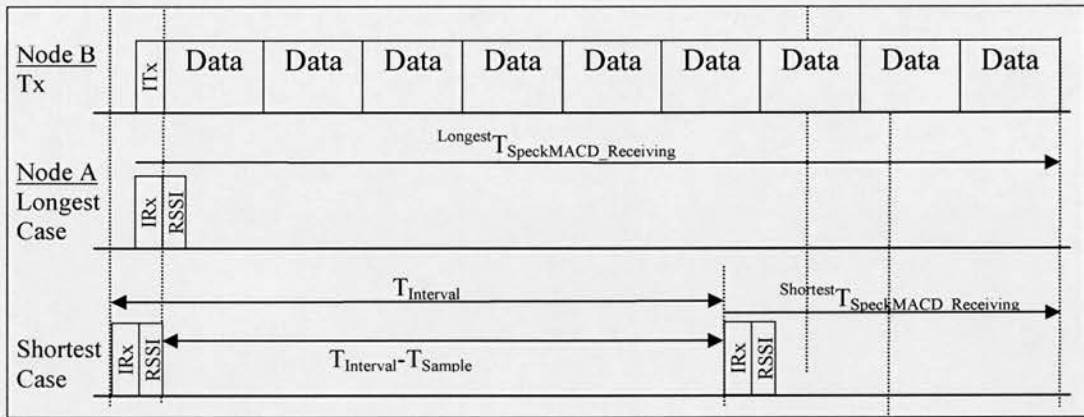 Node B
Tx
ITx
Data Data Data Data Data Data Data Data Data
LongestTSpeckMACD_Receiving
Node A
Longest
Case
IRx
RSSI
TInterval
ShortestTSpeckMACD_Receiving
Shortest
Case
IRx
RSSI
TInterval-TSample
IRx
RSSI